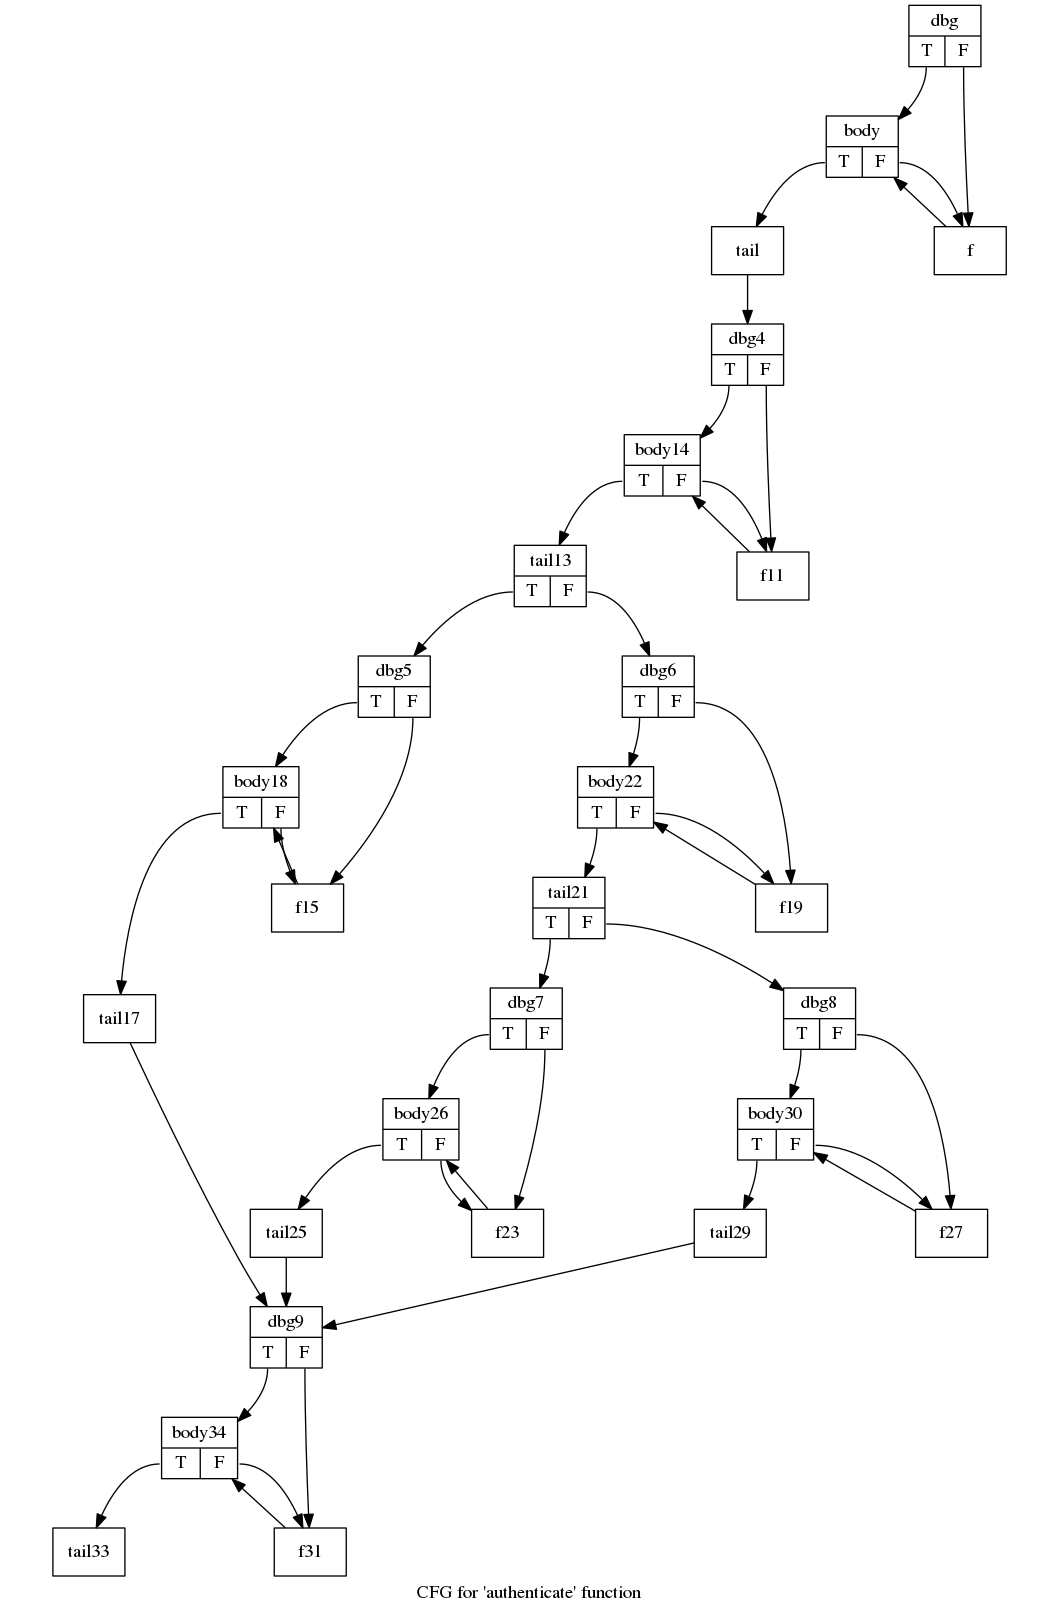 dbg
T F
body
T F
tail
f
dbg4
T F
body14
T F
tail13
T F
f11
dbg5
T F
dbg6
T F
body18
T F
body22
T F
f15
tail21
T F
f19
tail17
dbg7
T F
dbg8
T F
body26
T F
body30
T F
tail25
f23
tail29
f27
dbg9
T F
body34
T F
tail33
f31
CFG for 'authenticate' function